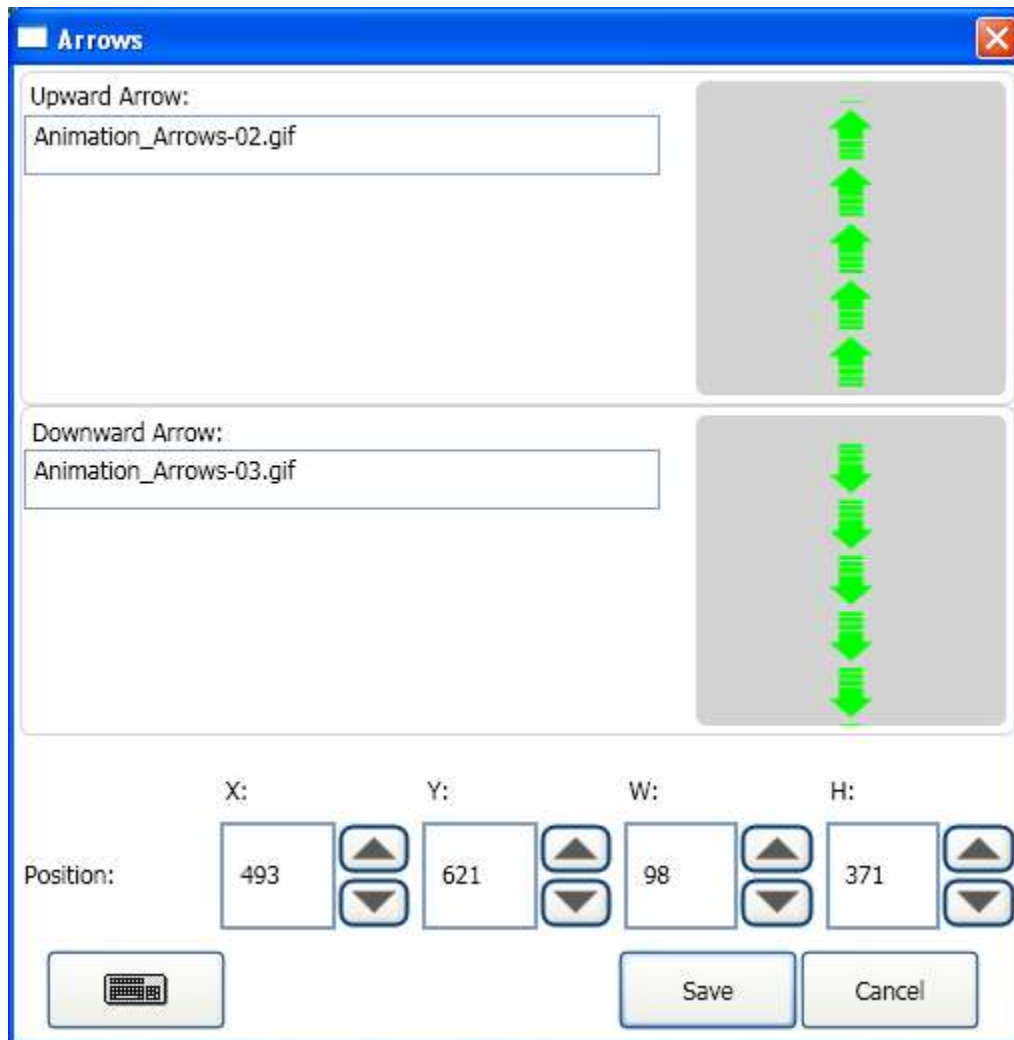 Arrows
Upward Arrow:
Animation_Arrows-02.gif
Downward Arrow:
Animation_Arrows-03.gif
X: Y: W: H:
Position: 493 621 98 371
Save Cancel